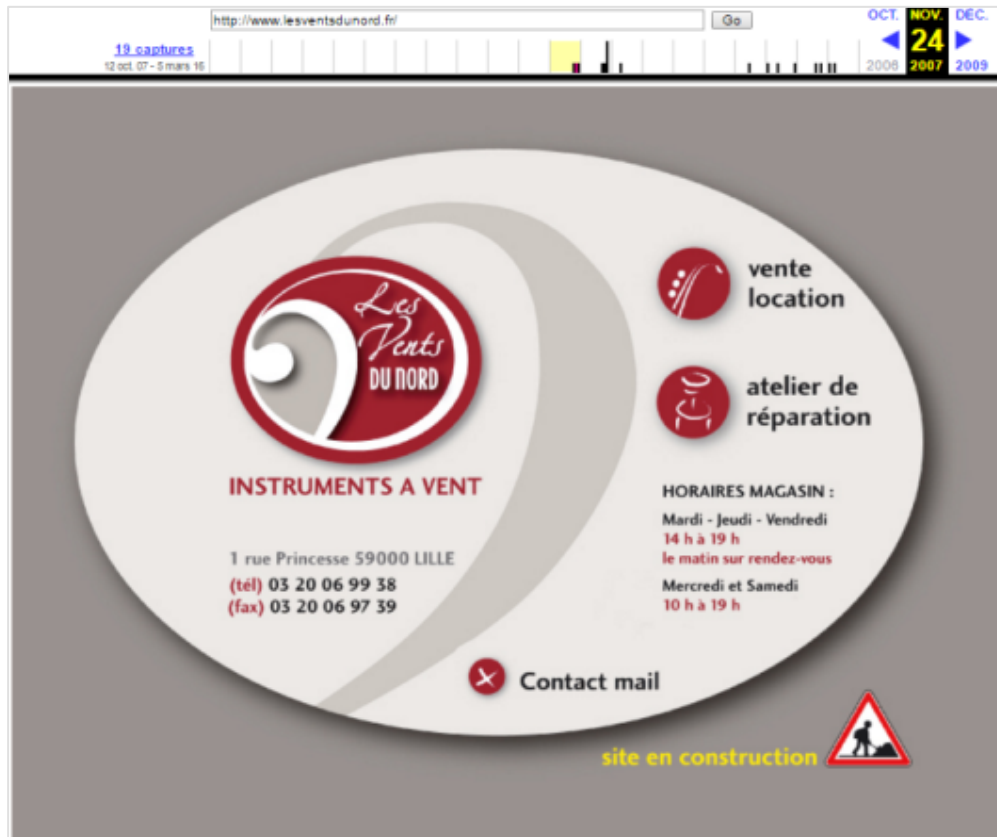 http://www.lesventsdunord.fr/
Go
OCT. NOV. DEC.
19 captures
24
12 oct. 07 - 5 mars 16
2006 2007 2009
Les
Vents
DU NORD
INSTRUMENTS A VENT
1 rue Princesse 59000 LILLE
(tél) 03 20 06 99 38
(fax) 03 20 06 97 39
vente
location
atelier de
réparation
HORAIRES MAGASIN :
Mardi - Jeudi - Vendredi
14 h à 19 h
le matin sur rendez-vous
Mercredi et Samedi
10 h à 19 h
Contact mail
site en construction